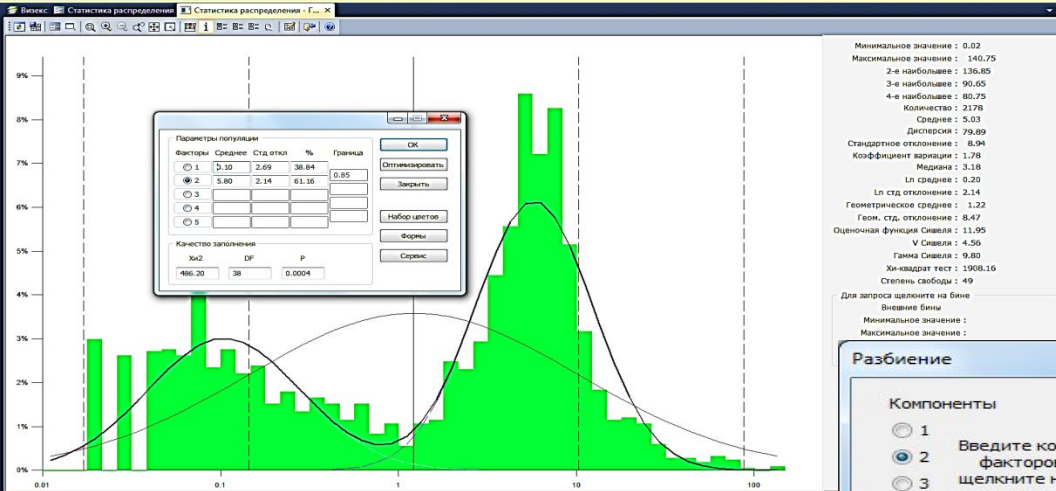 Визекс Статистика распределения Статистика распределения - Г... ×
9%
8%
7%
6%
5%
4%
3%
2%
1%
0%
0.01 0.1 1 10 100
Параметры популяции
Факторы Среднее Стд откл % Граница
1 0.10 2.69 38.84
0.85
2 5.80 2.14 61.16
3
4
5
Качество заполнения
Хи2 DF P
486.20 38 0.0004
ОК
Оптимизировать
Закрыть
Набор цветов
Формы
Сервис
Минимальное значение : 0.02
Максимальное значение : 140.75
2-е наибольшее : 136.85
3-е наибольшее : 90.65
4-е наибольшее : 80.75
Количество : 2178
Среднее : 5.03
Дисперсия : 79.89
Стандартное отклонение : 8.94
Коэффициент вариации : 1.78
Медиана : 3.18
Ln среднее : 0.20
Ln стд отклонение : 2.14
Геометрическое среднее : 1.22
Геом. стд. отклонение : 8.47
Оценочная функция Сишеля : 11.95
V Сишеля : 4.56
Гамма Сишеля : 9.80
Хи-квадрат тест : 1908.16
Степень свободы : 49
Для запроса щелкните на бине
Внешние бины
Минимальное значение :
Максимальное значение :
Разбиение
Компоненты
1
2
3
Введите ко
факторов
щелкните н